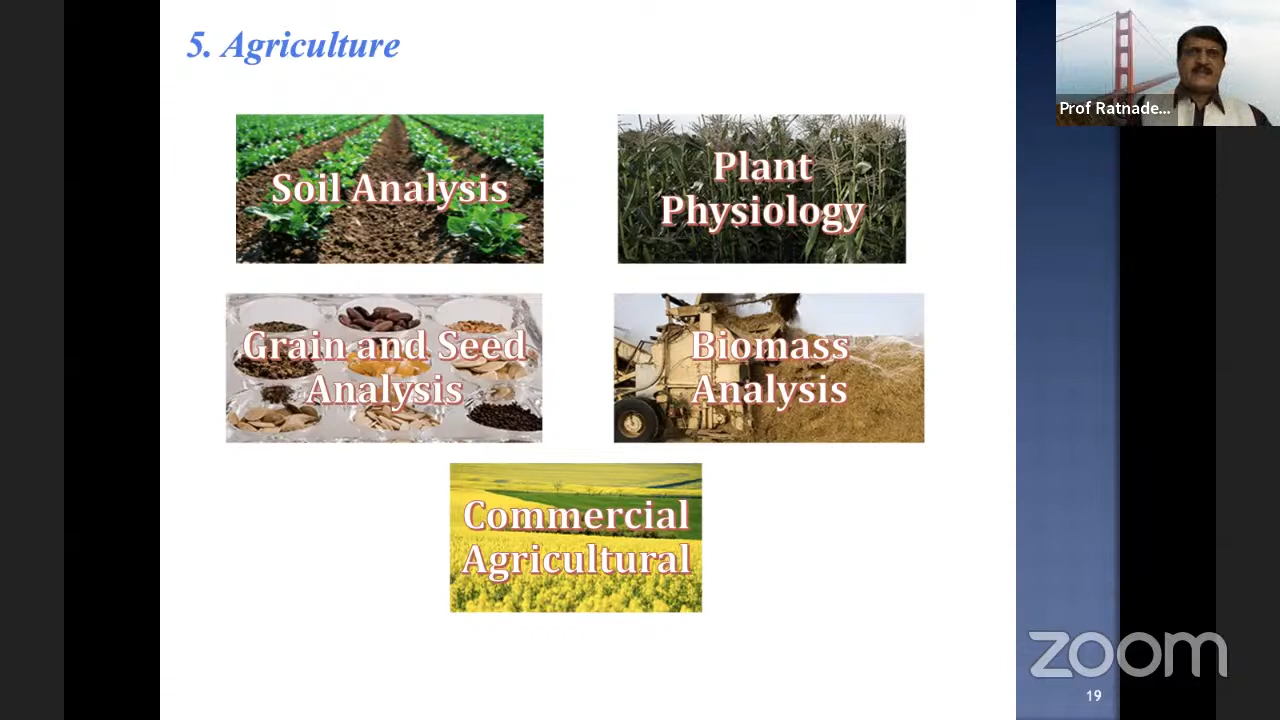 5. Agriculture
Prof Ratnade...
Soil Analysis
Plant
Physiology
Grain and Seed
Analysis
Biomass
Analysis
Commercial
Agricultural
zoom
19